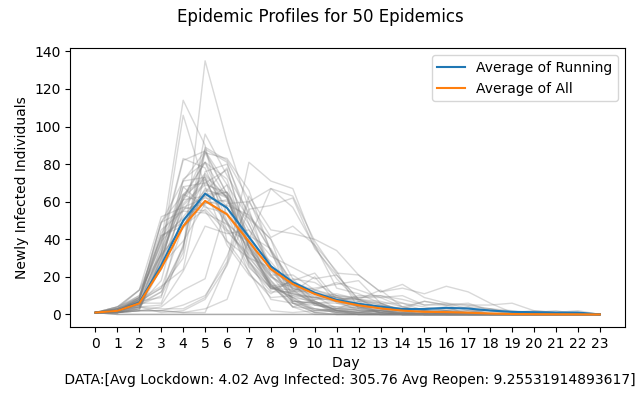 Epidemic Profiles for 50 Epidemics
140
120
100
80
60
40
20
0
Newly Infected Individuals
Average of Running
Average of All
0 1 2 3 4 5 6 7 8 9 10 11 12 13 14 15 16 17 18 19 20 21 22 23
Day
DATA:[Avg Lockdown: 4.02 Avg Infected: 305.76 Avg Reopen: 9.25531914893617]